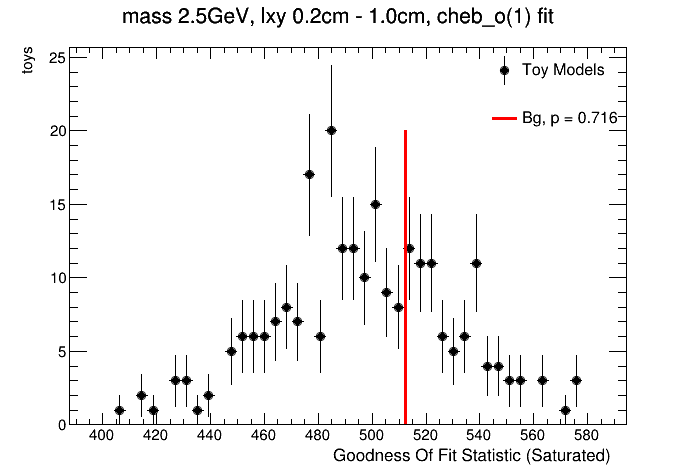 mass 2.5GeV, lxy 0.2cm - 1.0cm, cheb_o(1) fit
toys
25
20
15
10
5
0
Toy Models
Bg, p = 0.716
400 420 440 460 480 500 520 540 560 580
Goodness Of Fit Statistic (Saturated)